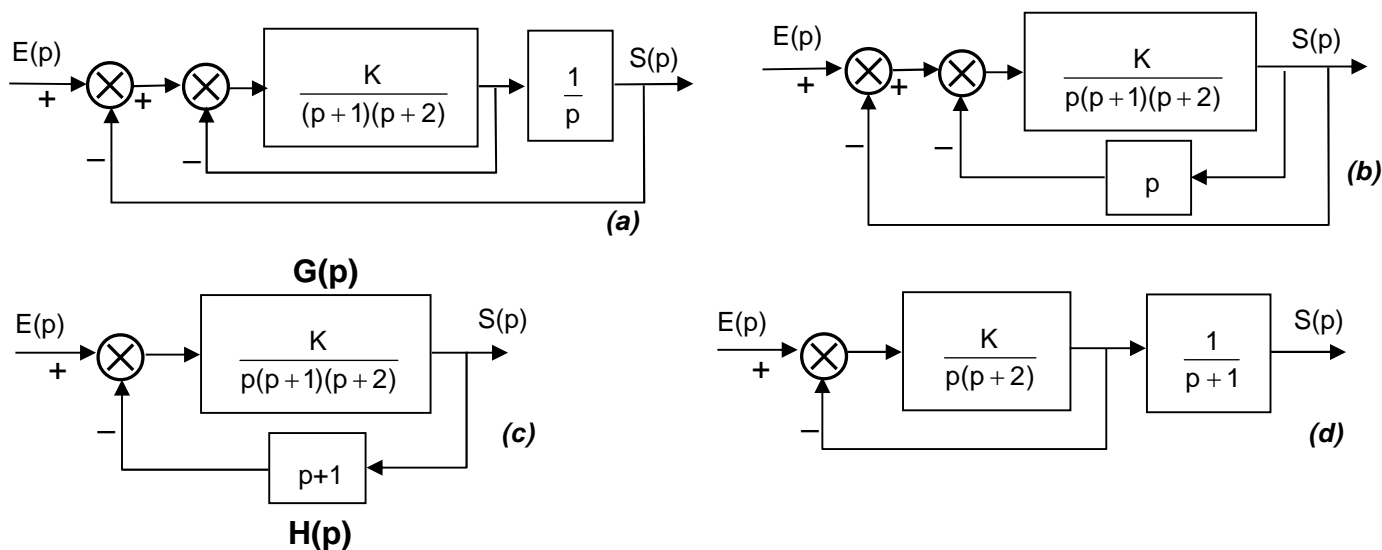 E(p)
+
+
−
−
K
(p + 1)(p + 2)
1
p
S(p)
(a)
E(p)
+
+
−
−
K
p(p + 1)(p + 2)
p
S(p)
(b)
G(p)
E(p)
+
−
K
p(p + 1)(p + 2)
S(p)
p+1
H(p)
(c)
E(p)
+
−
K
p(p + 2)
1
p + 1
S(p)
(d)